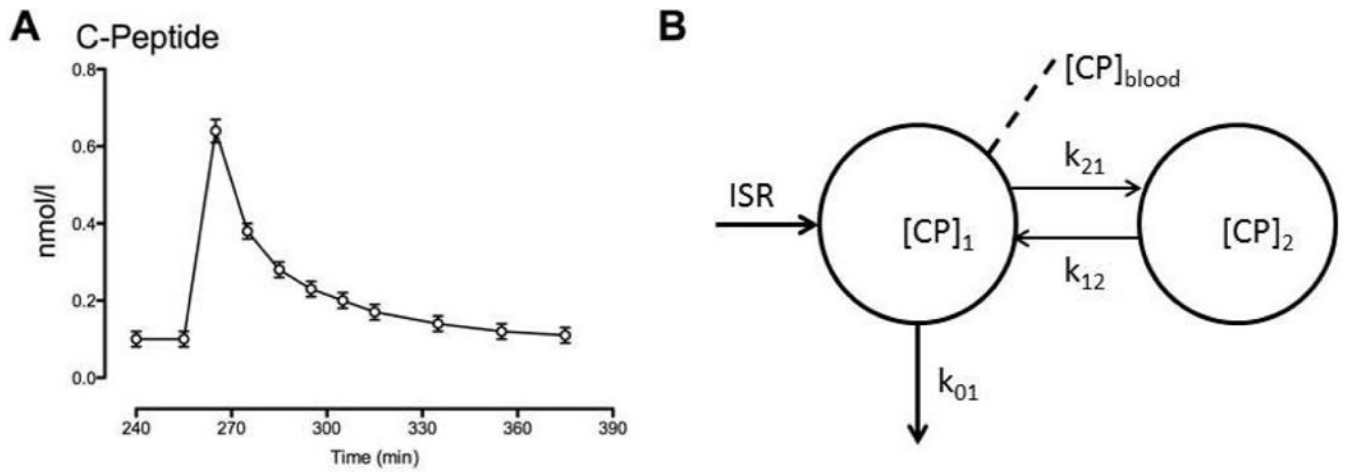 A
C-Peptide
nmol/l
0.8
0.6
0.4
0.2
0.0
240 270 300 330 360 390
Time (min)
B
[CP]blood
ISR
k21
[CP]1
[CP]2
k12
k01